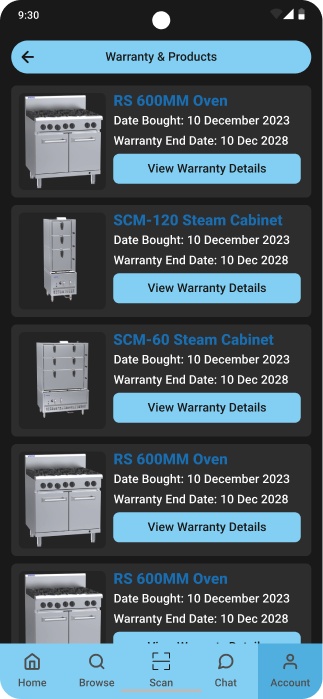 9:30
Warranty & Products
RS 600MM Oven
Date Bought: 10 December 2023
Warranty End Date: 10 Dec 2028
View Warranty Details
SCM-120 Steam Cabinet
Date Bought: 10 December 2023
Warranty End Date: 10 Dec 2028
View Warranty Details
SCM-60 Steam Cabinet
Date Bought: 10 December 2023
Warranty End Date: 10 Dec 2028
View Warranty Details
RS 600MM Oven
Date Bought: 10 December 2023
Warranty End Date: 10 Dec 2028
View Warranty Details
RS 600MM Oven
Date Bought: 10 December 2023
Warranty End Date: 10 Dec 2028
View Warranty Details
Home Browse Scan Chat Account